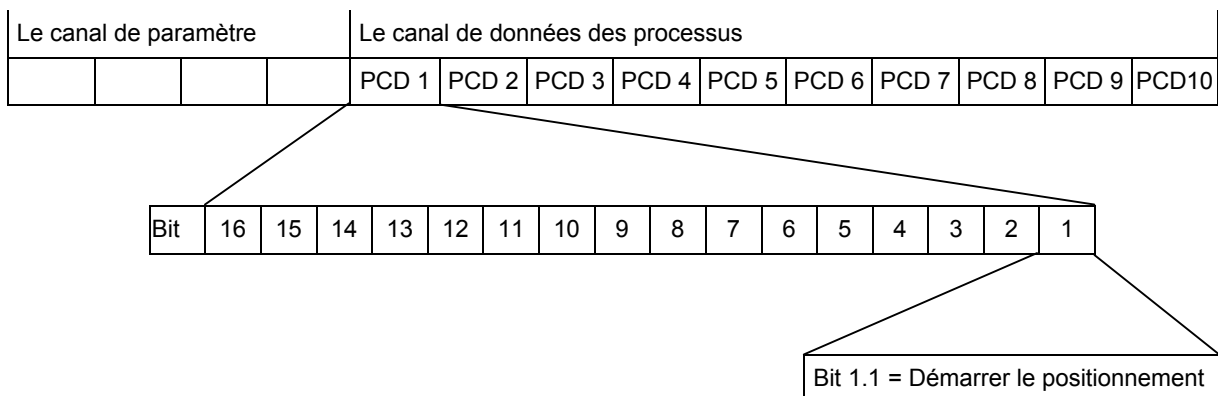 Le canal de paramètre Le canal de données des processus
PCD 1 PCD 2 PCD 3 PCD 4 PCD 5 PCD 6 PCD 7 PCD 8 PCD 9 PCD10
Bit 16 15 14 13 12 11 10 9 8 7 6 5 4 3 2 1
Bit 1.1 = Démarrer le positionnement